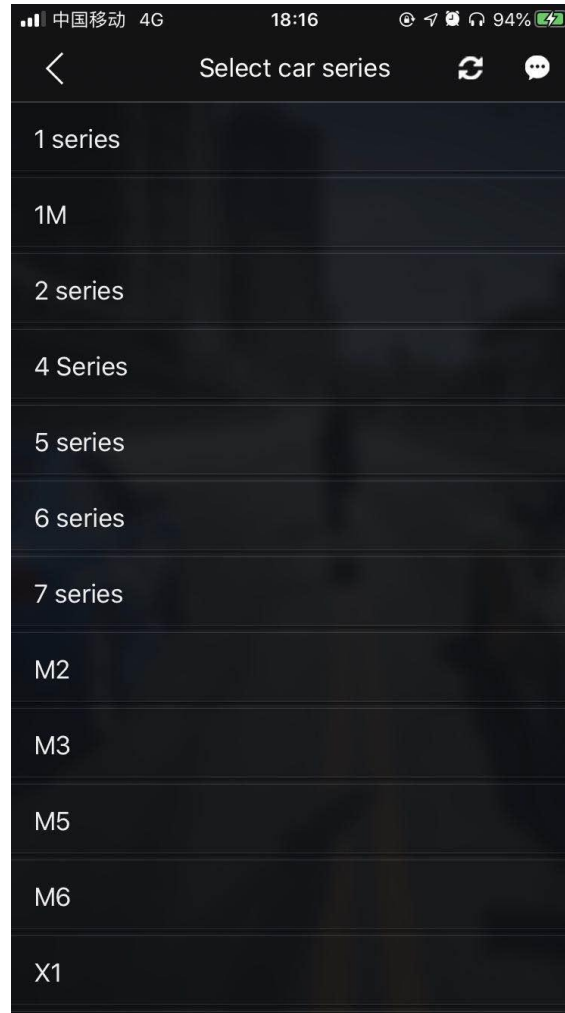 中国移动 4G 18:16 94%
Select car series
1 series
1M
2 series
4 Series
5 series
6 series
7 series
M2
M3
M5
M6
X1